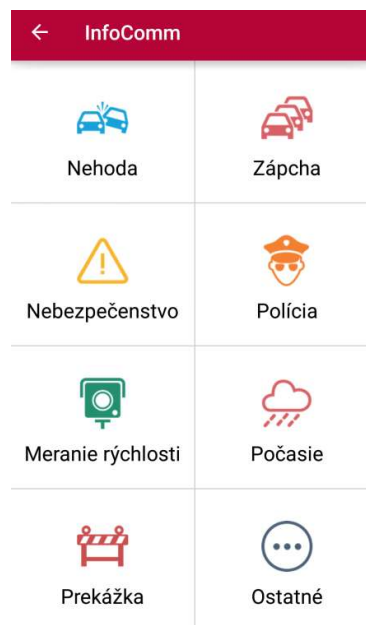 InfoComm
Nehoda
Zápcha
Nebezpečenstvo
Polícia
Meranie rýchlosti
Počasie
Prekážka
Ostatné